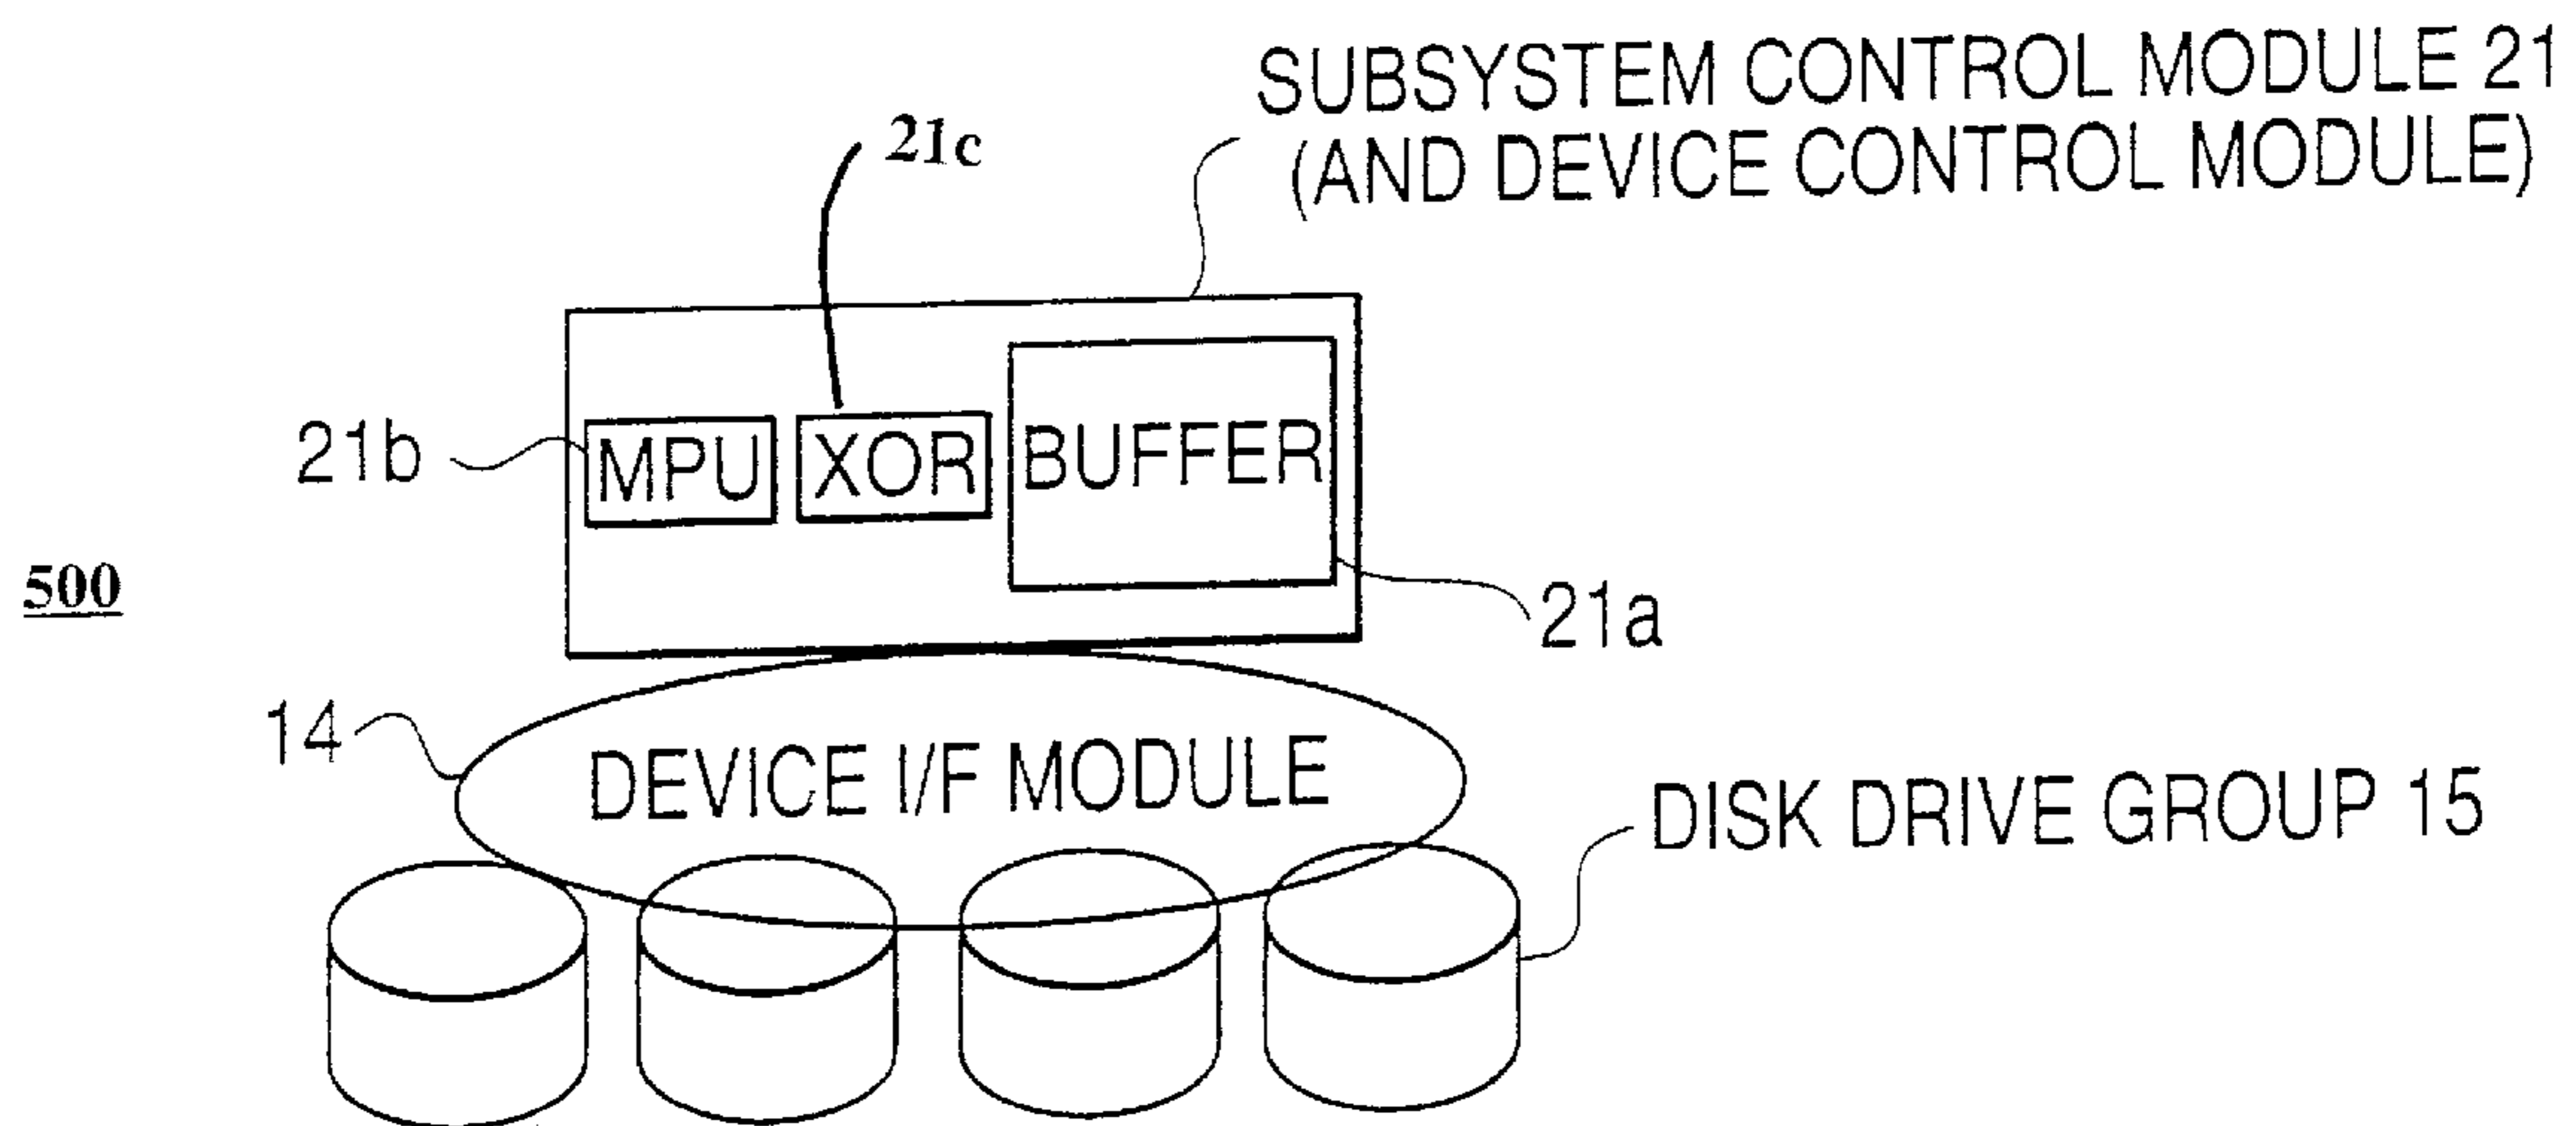 SUBSYSTEM CONTROL MODULE 21
(AND DEVICE CONTROL MODULE)
21c
21b
MPU
XOR
BUFFER
500
21a
14
DEVICE I/F MODULE
DISK DRIVE GROUP 15